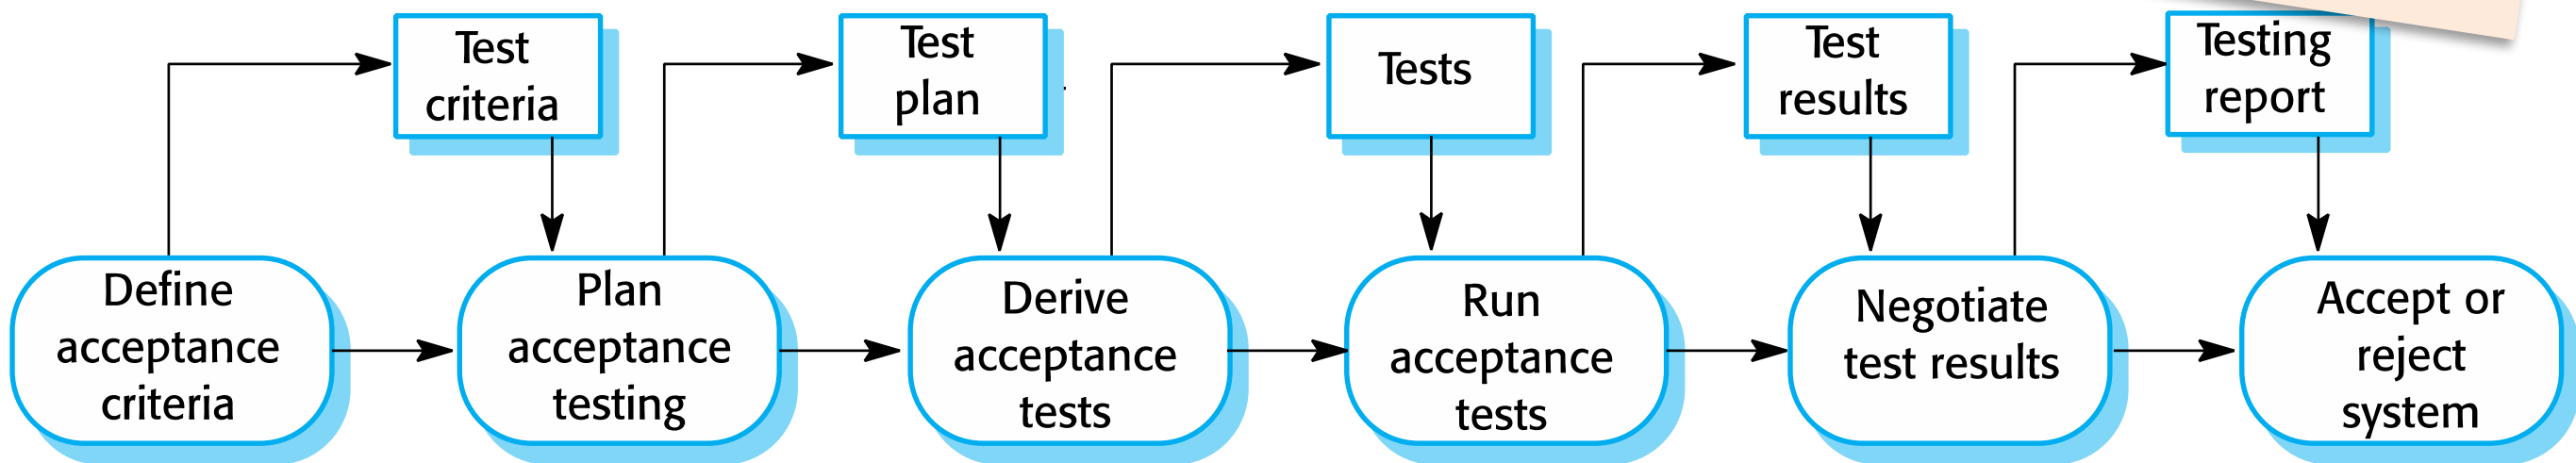 Test
criteria
Test
plan
Tests
Test
results
Testing
report
Define
acceptance
criteria
Plan
acceptance
testing
Derive
acceptance
tests
Run
acceptance
tests
Negotiate
test results
Accept or
reject
system